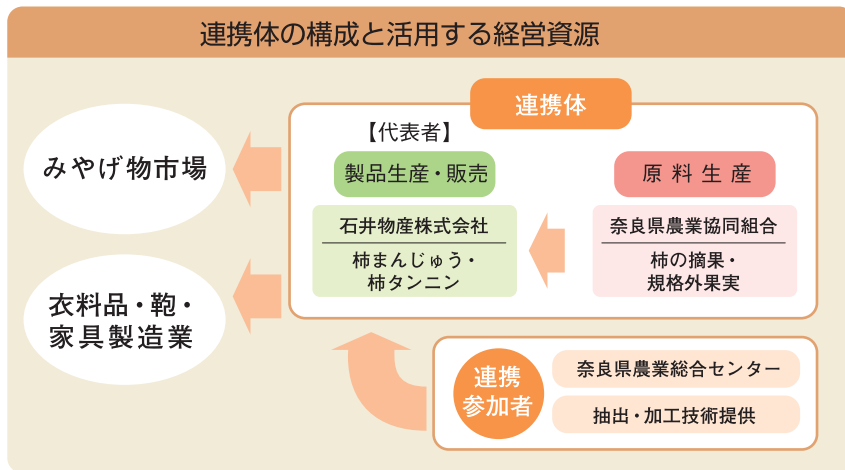 連携体の構成と活用する経営資源
連携体
【代表者】
製品生産・販売
石井物産株式会社
柿まんじゅう・
柿タンニン
原料生産
奈良県農業協同組合
柿の摘果・
規格外果実
みやげ物市場
衣料品・鞄・
家具製造業
連携
参加者
奈良県農業総合センター
抽出・加工技術提供